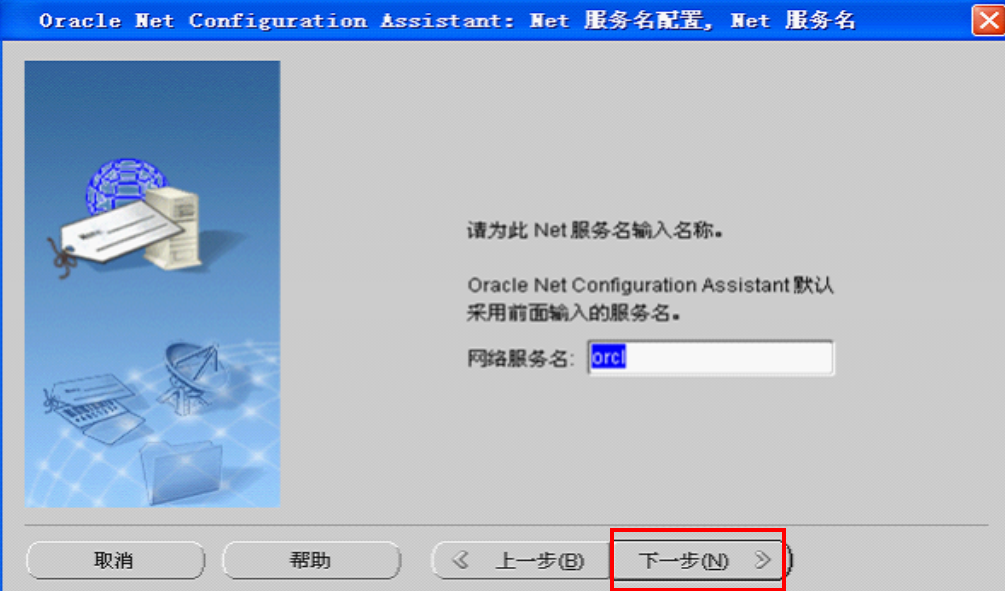 Oracle Net Configuration Assistant: Net 服务名配置, Net 服务名
请为此 Net 服务名输入名称。
Oracle Net Configuration Assistant 默认
采用前面输入的服务名。
网络服务名: orcl
取消 帮助 上一步(B) 下一步(N)